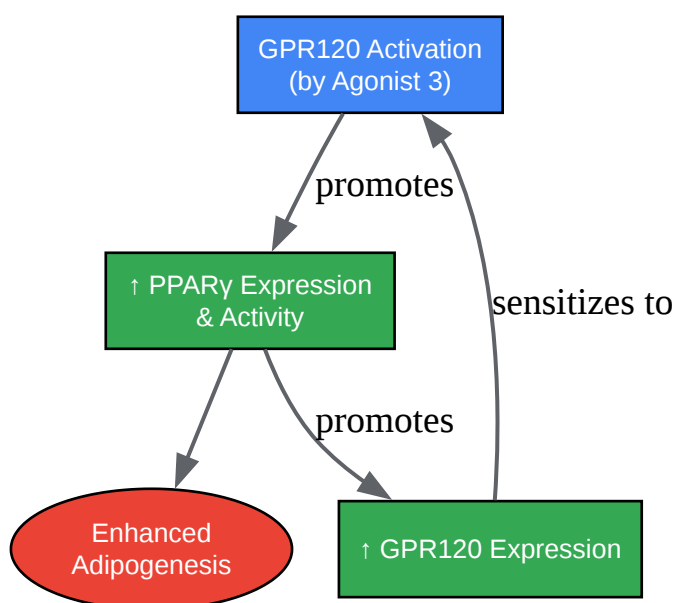 GPR120 Activation
(by Agonist 3)
promotes
↑ PPARγ Expression
& Activity
sensitizes to
promotes
Enhanced
Adipogenesis
↑ GPR120 Expression